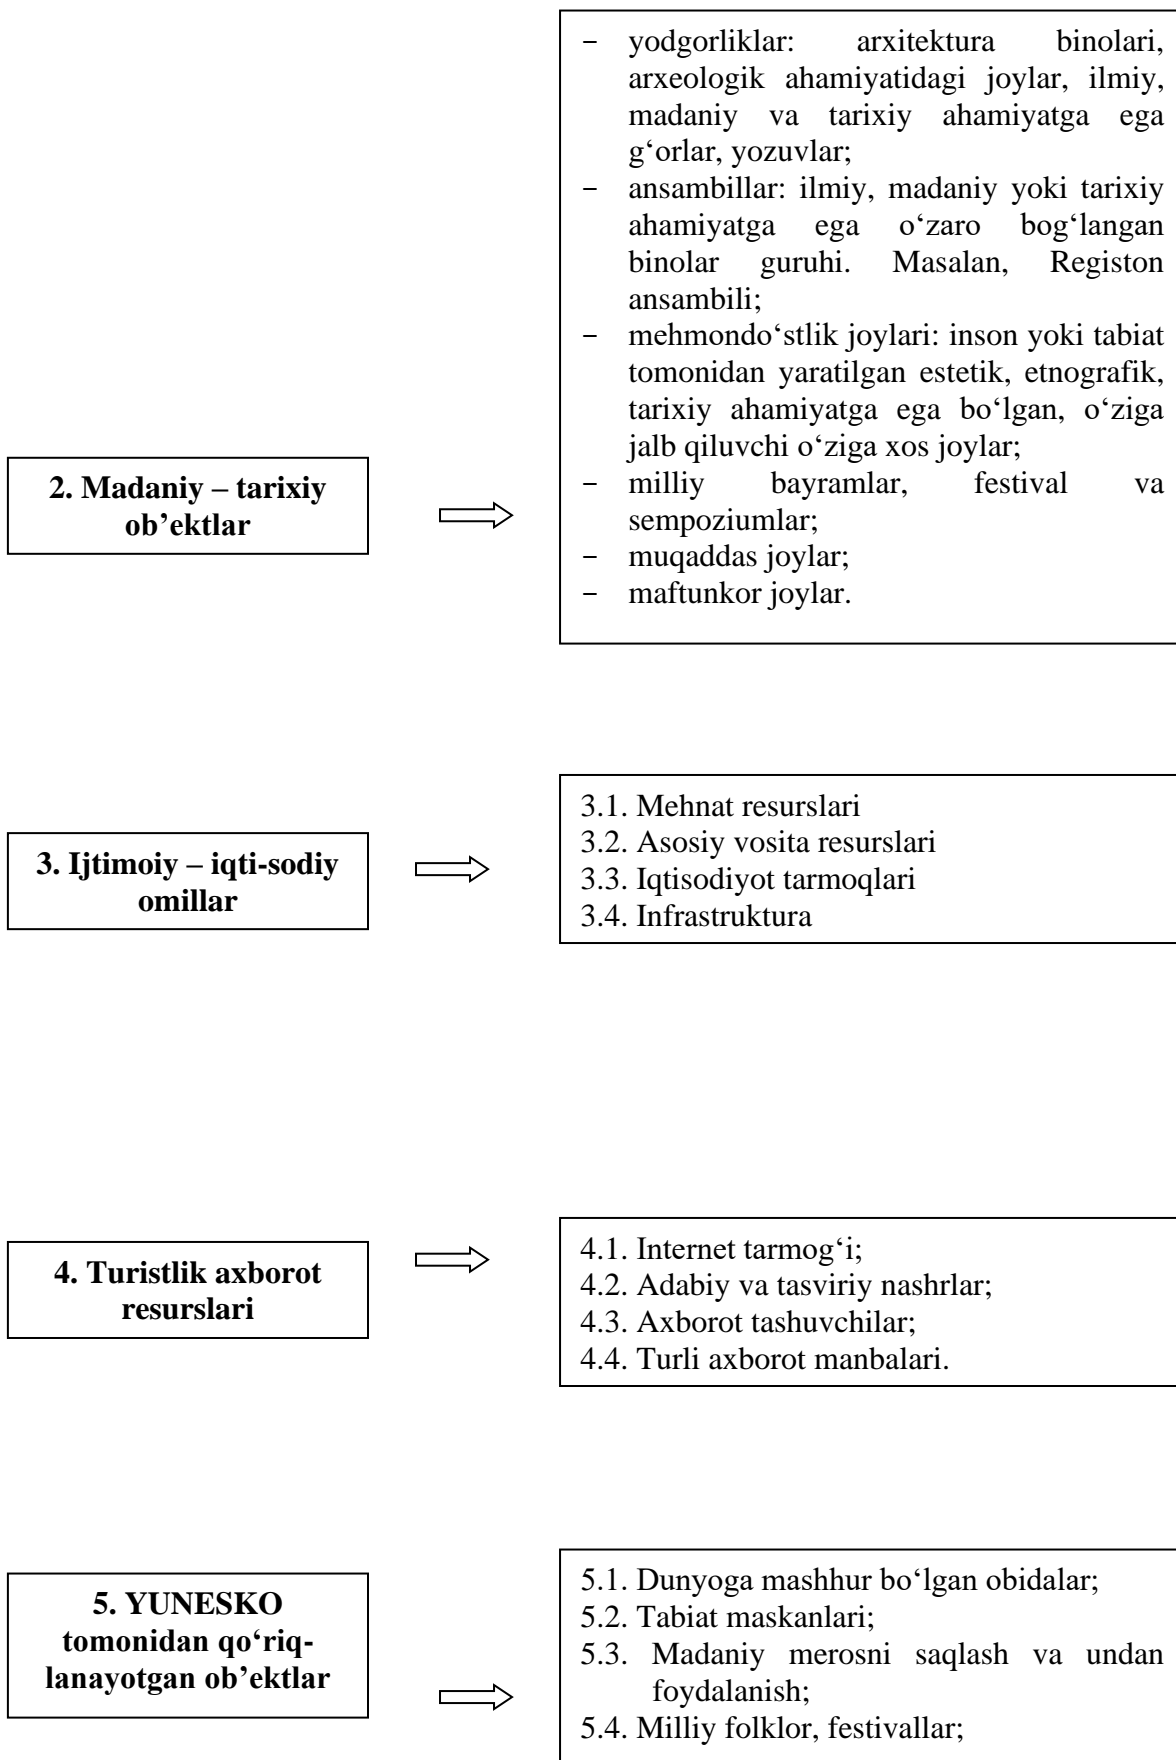 - yodgorliklar: arxitektura binolari,
arxeologik ahamiyatidagi joylar, ilmiy,
madaniy va tarixiy ahamiyatga ega
g‘orlar, yozuvlar;
- ansambillar: ilmiy, madaniy yoki tarixiy
ahamiyatga ega o‘zaro bog‘langan
binolar guruhi. Masalan, Registon
ansambili;
- mehmondo‘stlik joylari: inson yoki tabiat
tomonidan yaratilgan estetik, etnografik,
tarixiy ahamiyatga ega bo‘lgan, o‘ziga
jalb qiluvchi o‘ziga xos joylar;
- milliy bayramlar, festival va
sempoziumlar;
- muqaddas joylar;
- maftunkor joylar.
2. Madaniy – tarixiy
ob’ektlar
3. Ijtimoiy – iqti-sodiy
omillar
3.1. Mehnat resurslari
3.2. Asosiy vosita resurslari
3.3. Iqtisodiyot tarmoqlari
3.4. Infrastruktura
4. Turistlik axborot
resurslari
4.1. Internet tarmog‘i;
4.2. Adabiy va tasviriy nashrlar;
4.3. Axborot tashuvchilar;
4.4. Turli axborot manbalari.
5. YUNESKO
tomonidan qo‘riq-
lanayotgan ob’ektlar
5.1. Dunyoga mashhur bo‘lgan obidalar;
5.2. Tabiat maskanlari;
5.3. Madaniy merosni saqlash va undan
foydalanish;
5.4. Milliy folklor, festivallar;